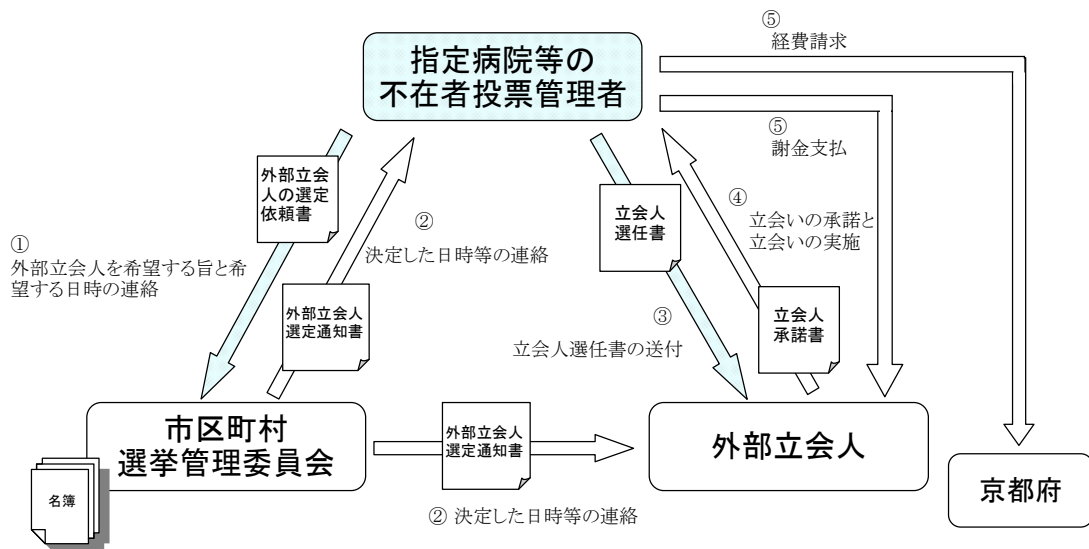 ⑤
経費請求
指定病院等の
不在者投票管理者
⑤
謝金支払
外部立会
人の選定
依頼書
立会人
選任書
④
立会いの承諾と
立会いの実施
②
決定した日時等の連絡
①
外部立会人を希望する旨と希
望する日時の連絡
外部立会人
選定通知書
③
立会人選任書の送付
立会人
承諾書
市区町村
選挙管理委員会
外部立会人
選定通知書
外部立会人
名簿
京都府
② 決定した日時等の連絡